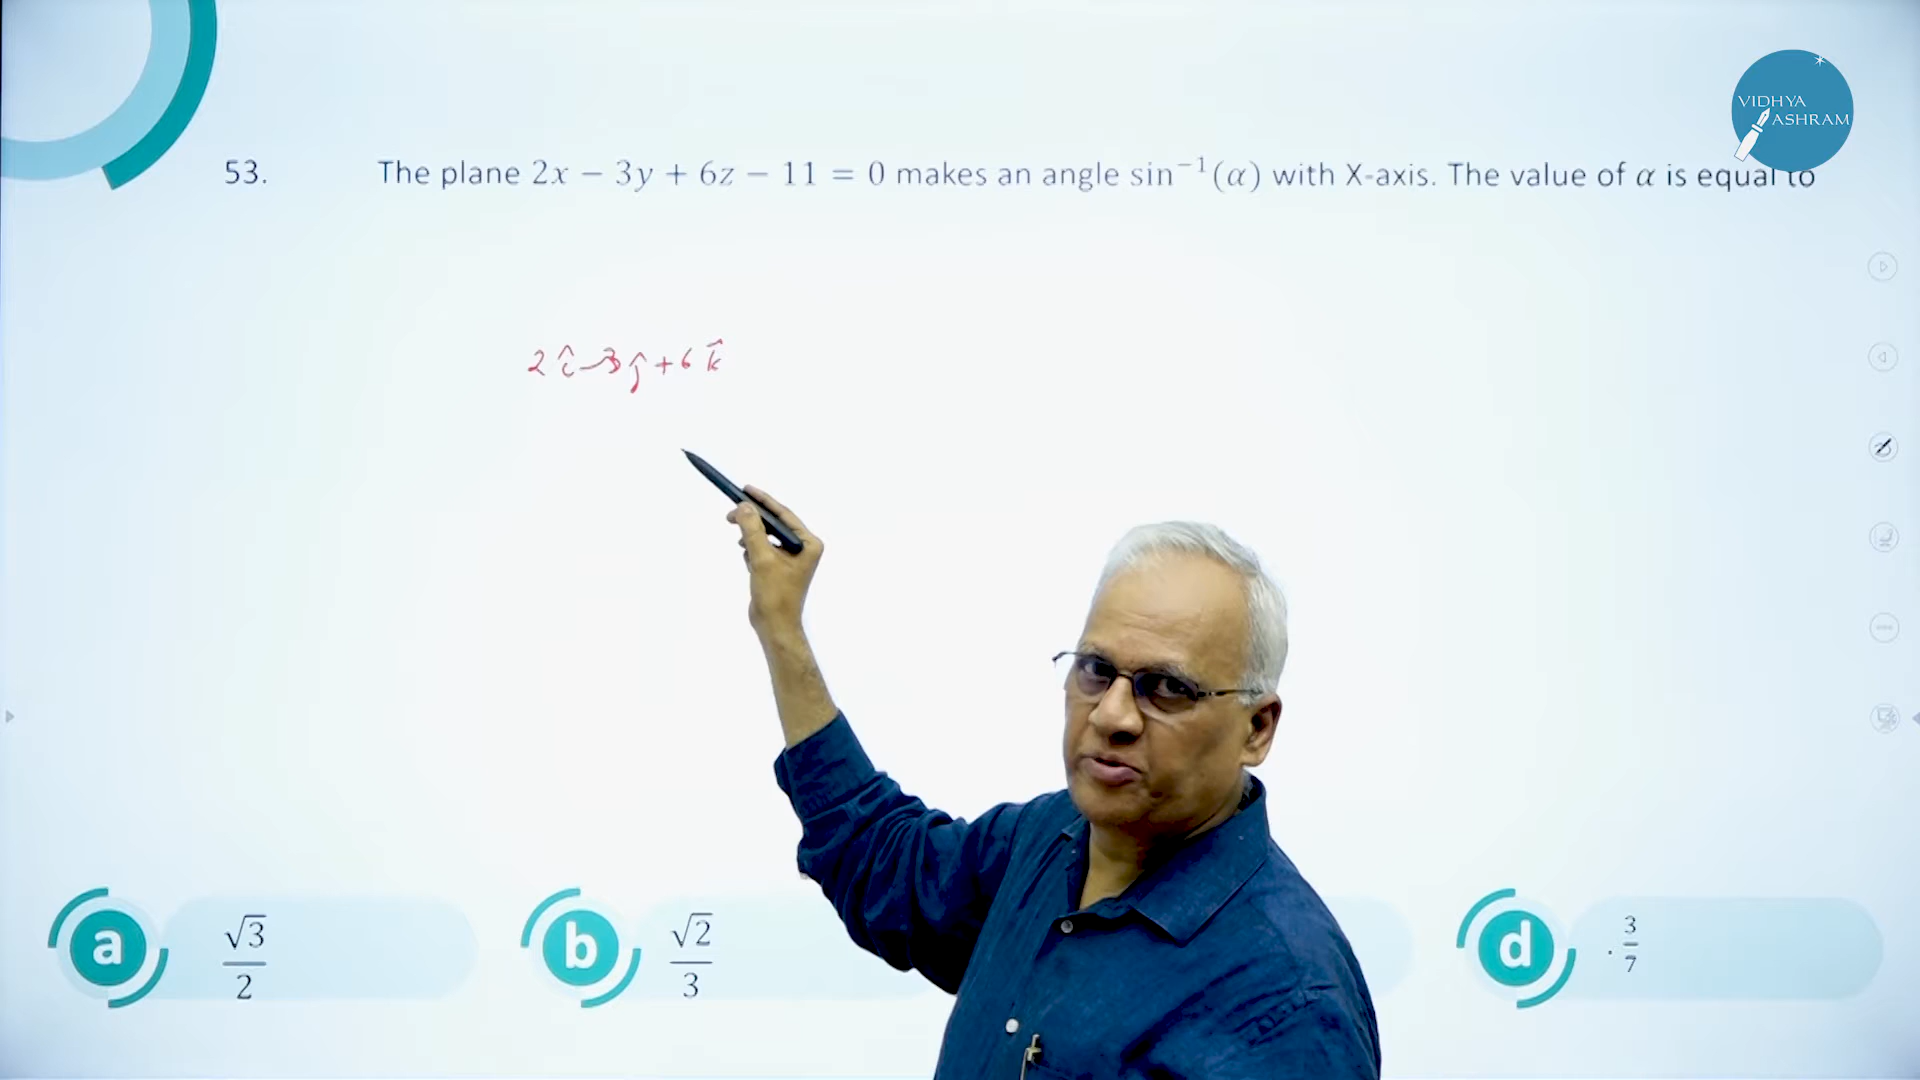 VIDHYA
ASHRAM
53. The plane 2x − 3y + 6z − 11 = 0 makes an angle sin⁻¹(α) with X-axis. The value of α is equal to
2î − 3ĵ + 6k̂
a √3/2
b √2/3
d . 3/7